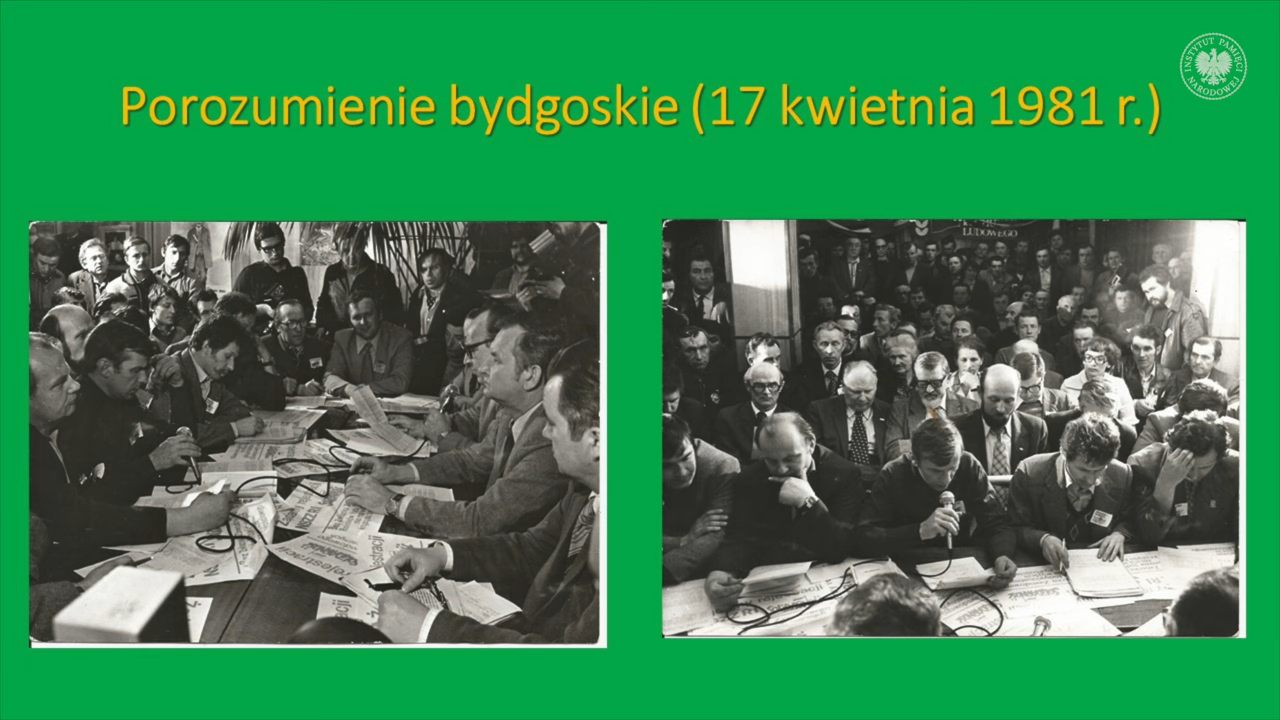 Porozumienie bydgoskie (17 kwietnia 1981 r.)
INSTYTUT PAMIĘCI
NARODOWEJ
LUDOWEGO